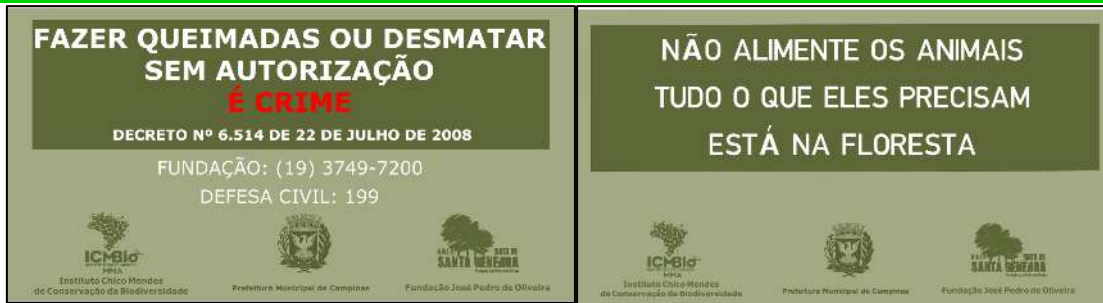 FAZER QUEIMADAS OU DESMATAR
SEM AUTORIZAÇÃO
É CRIME
DECRETO Nº 6.514 DE 22 DE JULHO DE 2008
FUNDAÇÃO: (19) 3749-7200
DEFESA CIVIL: 199
ICMBio
MMA
Instituto Chico Mendes
de Conservação da Biodiversidade
Prefeitura Municipal de Campinas
SANTA GENEBRA
Fundação José Pedro de Oliveira
NÃO ALIMENTE OS ANIMAIS
TUDO O QUE ELES PRECISAM
ESTÁ NA FLORESTA
ICMBio
MMA
Instituto Chico Mendes
de Conservação da Biodiversidade
Prefeitura Municipal de Campinas
SANTA GENEBRA
Fundação José Pedro de Oliveira